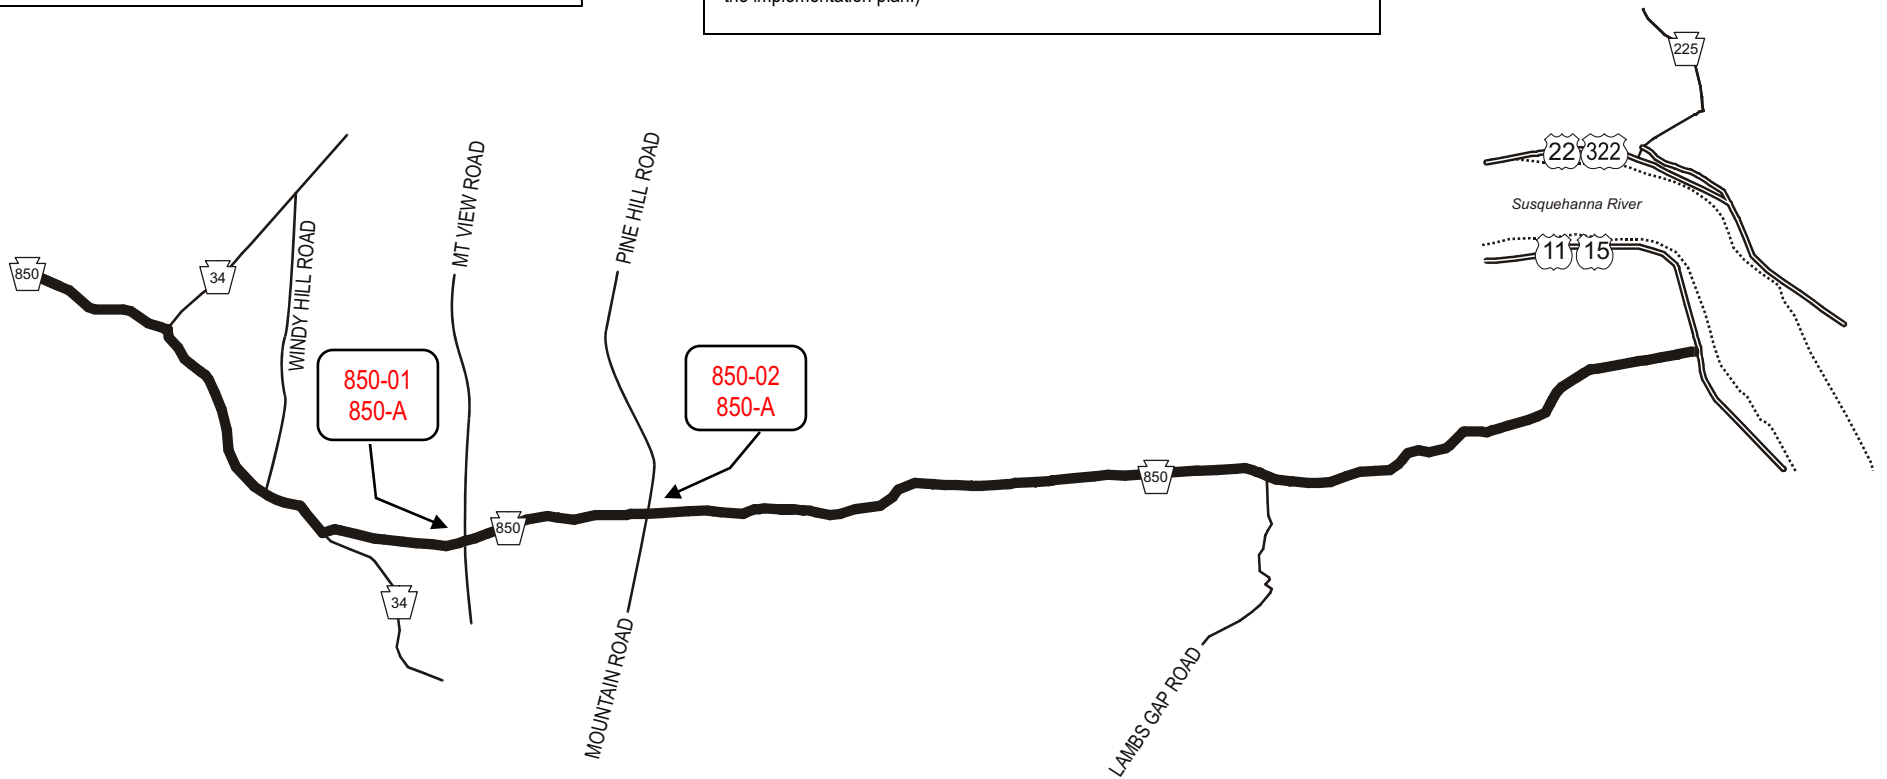 the implementation plan.)
225
22 322
Susquehanna River
11 15
850
34
WINDY HILL ROAD
MT VIEW ROAD
PINE HILL ROAD
850-01
850-A
850-02
850-A
850
850
34
MOUNTAIN ROAD
LAMBS GAP ROAD